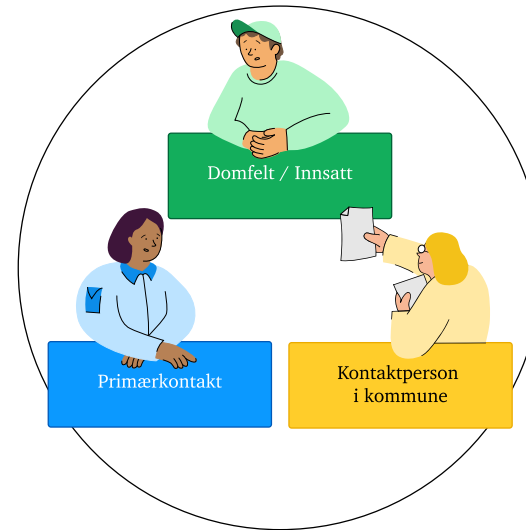 Domfelt / Innsatt
Primærkontakt
Kontaktperson
i kommune